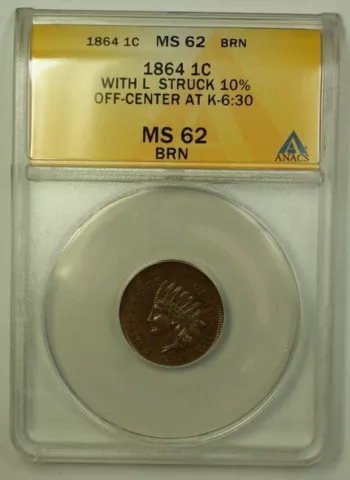 1864 1C MS 62 BRN
1864 1C
WITH L STRUCK 10%
OFF-CENTER AT K-6:30
MS 62
BRN
ANACS